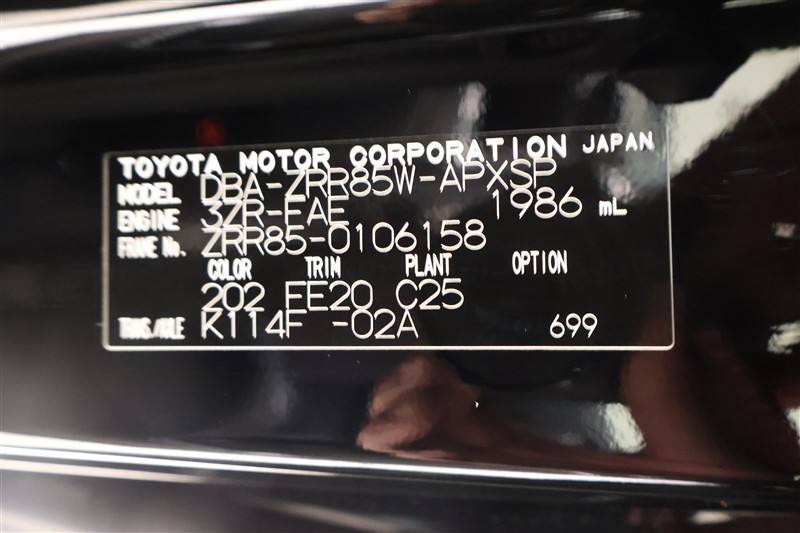 TOYOTA MOTOR CORPORATION JAPAN
MODEL DBA-ZRR85W-APXSP
ENGINE 3ZR-FAE 1986 mL
FRAME No. ZRR85-0106158
COLOR TRIM PLANT OPTION
202 FE20 C25
TRANS/AXLE K114F -02A 699